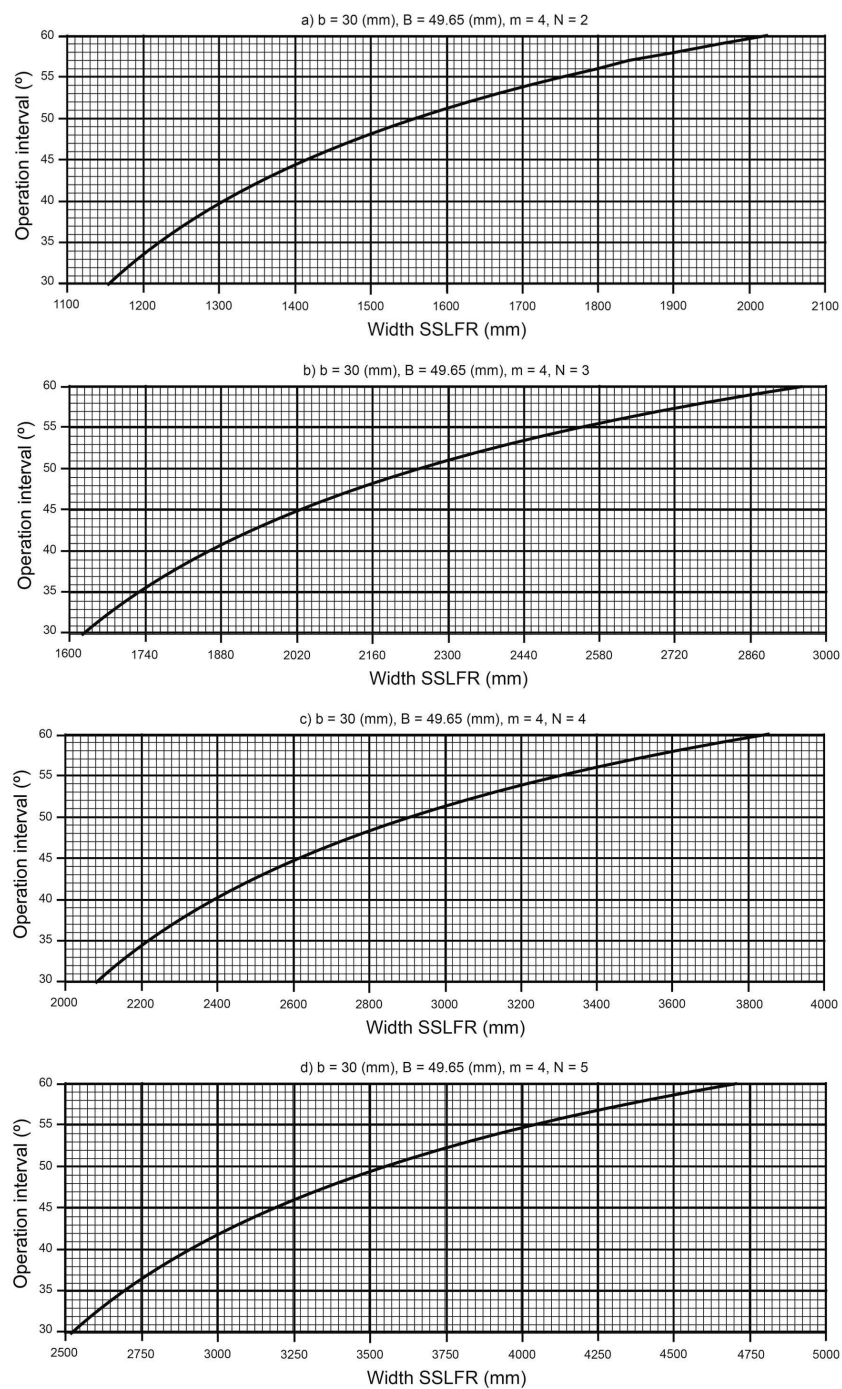 a) b = 30 (mm), B = 49.65 (mm), m = 4, N = 2
Operation interval (º)
60
55
50
45
40
35
30
1100 1200 1300 1400 1500 1600 1700 1800 1900 2000 2100
Width SSLFR (mm)
b) b = 30 (mm), B = 49.65 (mm), m = 4, N = 3
Operation interval (º)
60
55
50
45
40
35
30
1600 1740 1880 2020 2160 2300 2440 2580 2720 2860 3000
Width SSLFR (mm)
c) b = 30 (mm), B = 49.65 (mm), m = 4, N = 4
Operation interval (º)
60
55
50
45
40
35
30
2000 2200 2400 2600 2800 3000 3200 3400 3600 3800 4000
Width SSLFR (mm)
d) b = 30 (mm), B = 49.65 (mm), m = 4, N = 5
Operation interval (º)
60
55
50
45
40
35
30
2500 2750 3000 3250 3500 3750 4000 4250 4500 4750 5000
Width SSLFR (mm)